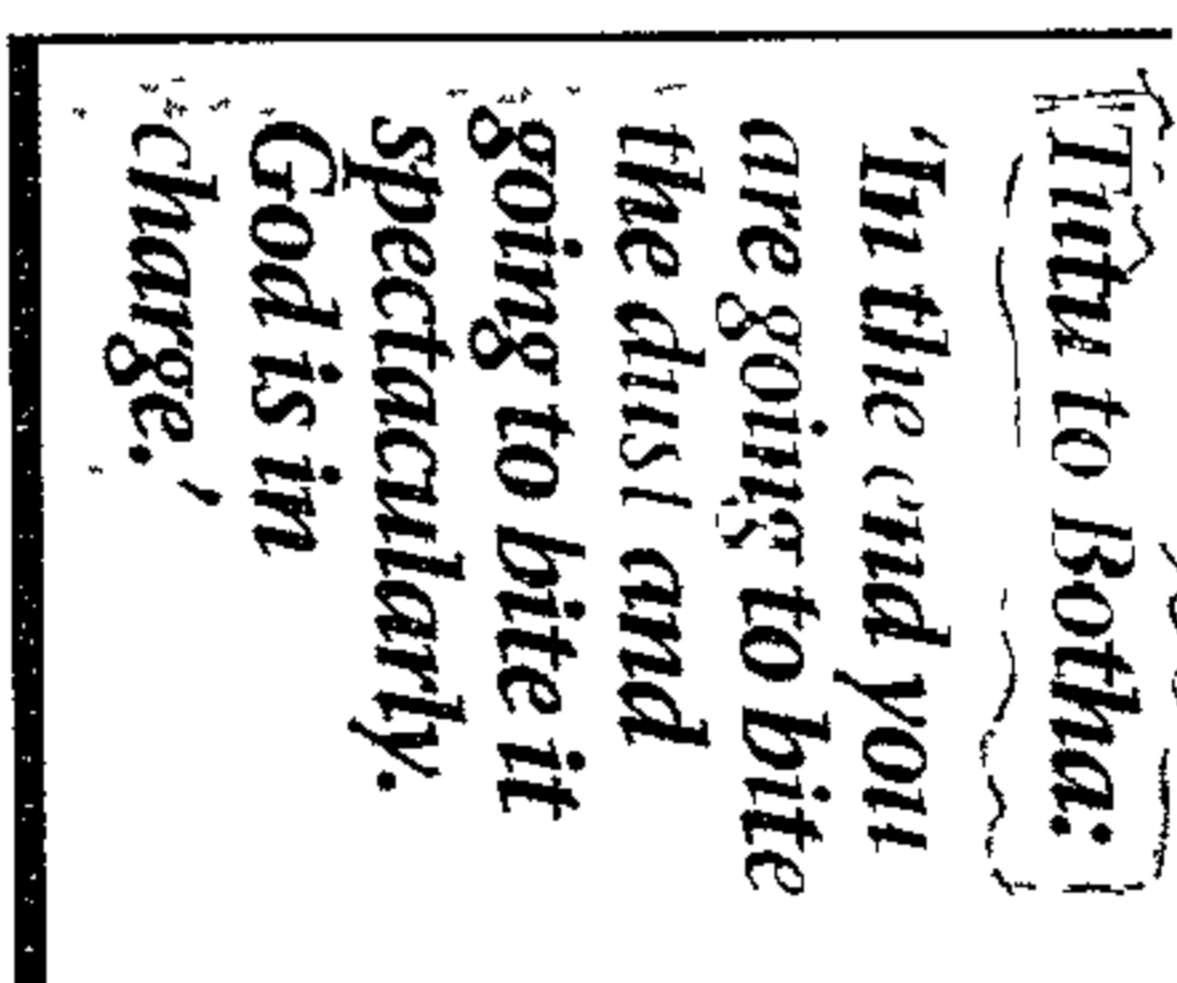 Tutu to Botha:
'In the end you
are going to bite
the dust and
going to bite it
spectacularly.
God is in
charge.'